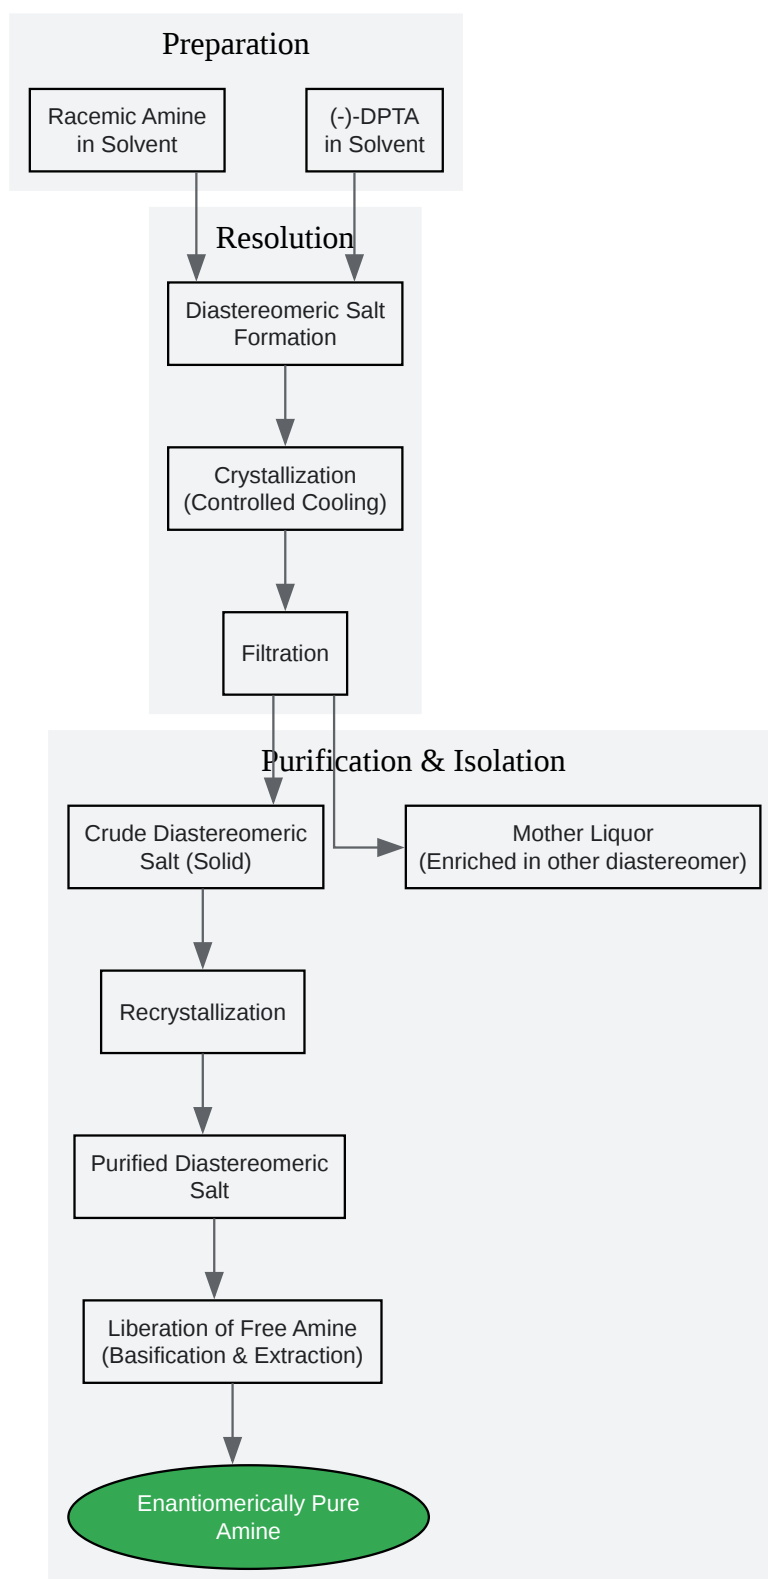 Preparation
Racemic Amine
in Solvent
(-)-DPTA
in Solvent
Resolution
Diastereomeric Salt
Formation
Crystallization
(Controlled Cooling)
Filtration
Purification & Isolation
Crude Diastereomeric
Salt (Solid)
Mother Liquor
(Enriched in other diastereomer)
Recrystallization
Purified Diastereomeric
Salt
Liberation of Free Amine
(Basification & Extraction)
Enantiomerically Pure
Amine